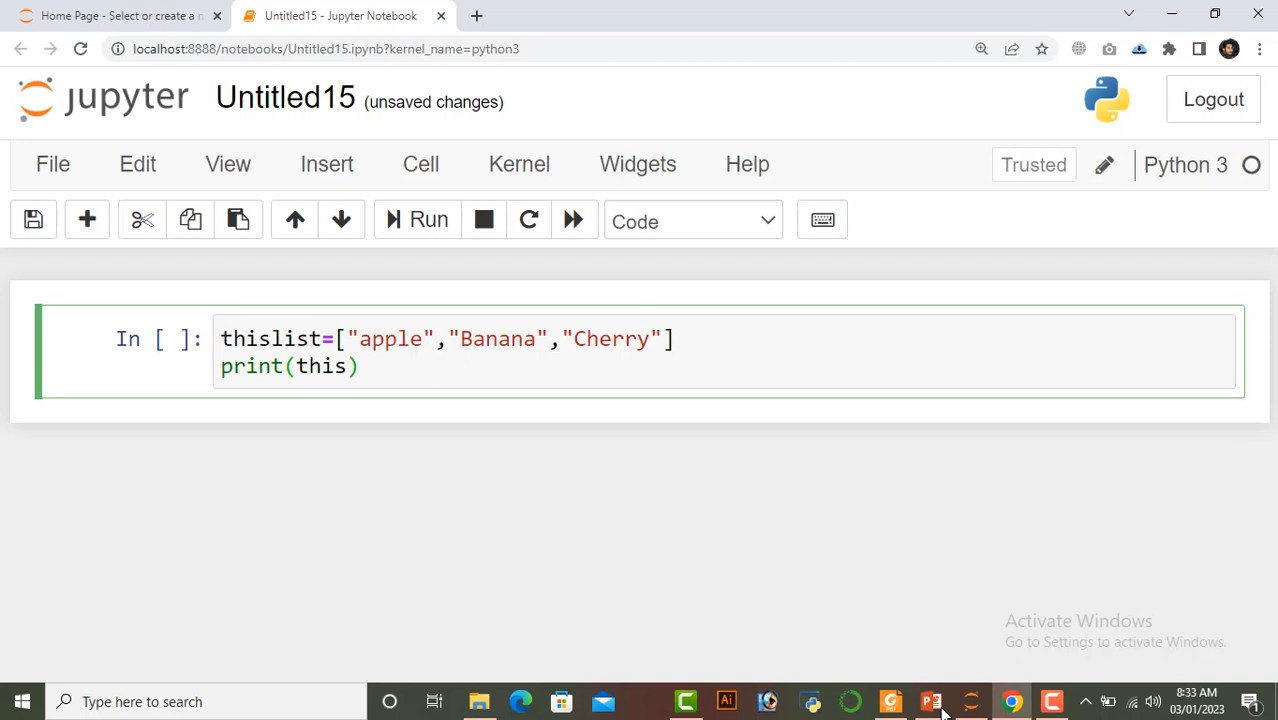 Home Page - Select or create a n
Untitled15 - Jupyter Notebook
localhost:8888/notebooks/Untitled15.ipynb?kernel_name=python3
jupyter Untitled15 (unsaved changes)
Logout
File Edit View Insert Cell Kernel Widgets Help
Trusted
Python 3
Run
Code
In [ ]: thislist=["apple","Banana","Cherry"]
print(this)
Activate Windows
Go to Settings to activate Windows.
Type here to search
Ai
8:33 AM
03/01/2023
1